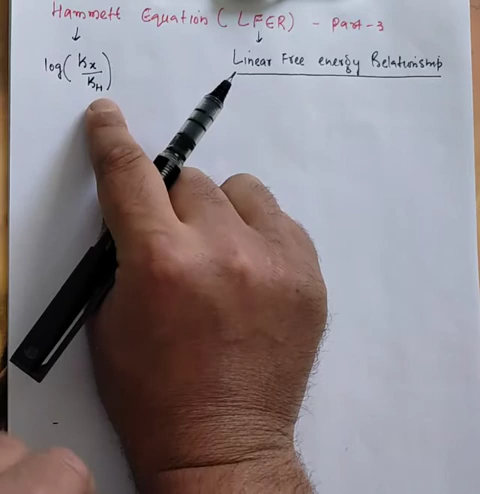 Hammett Equation (LFER) - Part-3
↓ ↓
log(Kx/KH) Linear Free energy Relationship